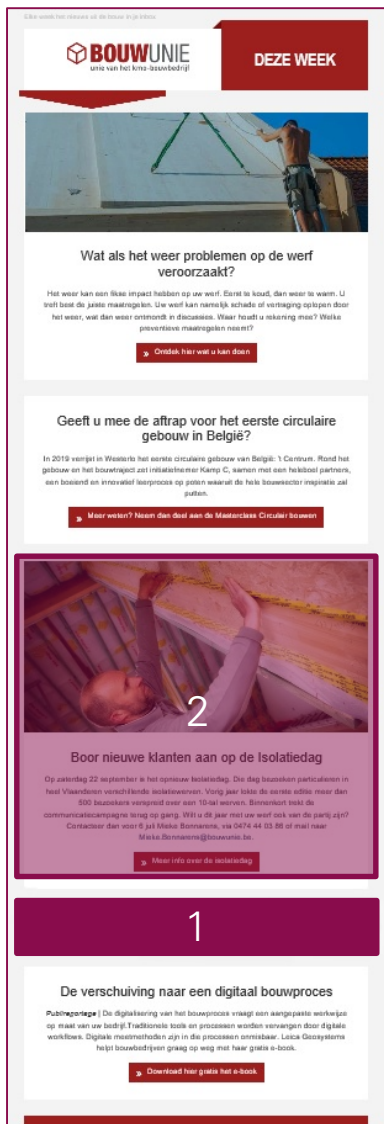 Elke week het nieuws uit de bouw in je inbox
BOUWUNIE
unie van het kmo-bouwbedrijf
DEZE WEEK
Wat als het weer problemen op de werf
veroorzaakt?
Het weer kan een fikse impact hebben op uw werf. Eerst te koud, dan weer te warm. U
treft best de juiste maatregelen. Uw werf kan namelijk schade of vertraging oplopen door
het weer, wat dan weer ontmondt in discussies. Waar houdt u rekening mee? Welke
preventieve maatregelen neemt?
» Ontdek hier wat u kan doen
Geeft u mee de aftrap voor het eerste circulaire
gebouw in België?
In 2019 verrijst in Westerlo het eerste circulaire gebouw van België: 't Centrum. Rond het
gebouw en het bouwtraject zet initiatiefnemer Kamp C, samen met een heleboel partners,
een boeiend en innovatief leerproces op poten waaruit de hele bouwsector inspiratie zal
putten.
» Meer weten? Neem dan deel aan de Masterclass Circulair bouwen
2
Boor nieuwe klanten aan op de Isolatiedag
Op zaterdag 22 september is het opnieuw Isolatiedag. Die dag bezoeken particulieren in
heel Vlaanderen verschillende isolatiewerven. Vorig jaar lokte de eerste editie meer dan
500 bezoekers verspreid over een 10-tal werven. Binnenkort trekt de
communicatiecampagne terug op gang. Wilt u dit jaar met uw werf ook van de partij zijn?
Contacteer dan voor 6 juli Mieke Bonnarens, via 0474 44 03 86 of mail naar
Mieke.Bonnarens@bouwunie.be.
» Meer info over de isolatiedag
1
De verschuiving naar een digitaal bouwproces
Publireportage | De digitalisering van het bouwproces vraagt een aangepaste werkwijze
op maat van uw bedrijf.Traditionele tools en processen worden vervangen door digitale
workflows. Digitale meetmethoden zijn in die processen onmisbaar. Leica Geosystems
helpt bouwbedrijven graag op weg met haar gratis e-book.
» Download hier gratis het e-book